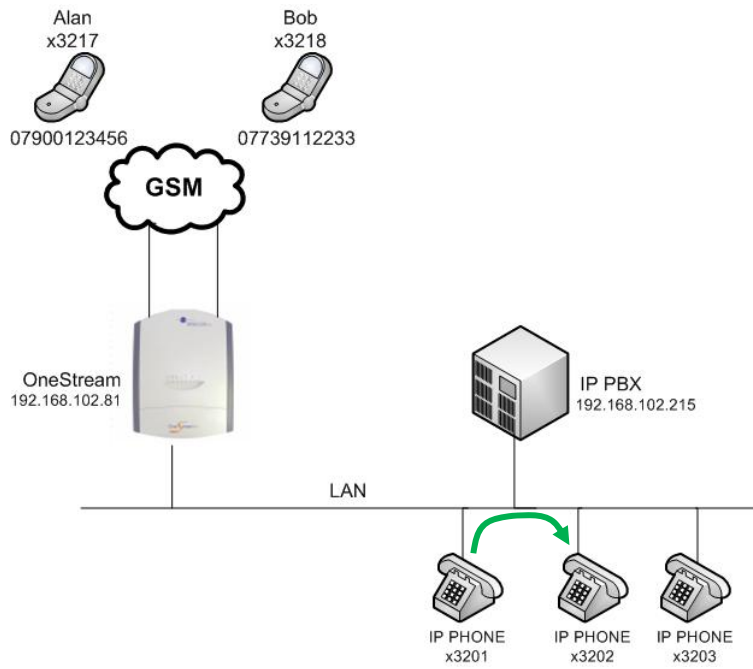 Alan
x3217
Bob
x3218
07900123456
07739112233
GSM
OneStream
192.168.102.81
IP PBX
192.168.102.215
LAN
IP PHONE
x3201
IP PHONE
x3202
IP PHONE
x3203